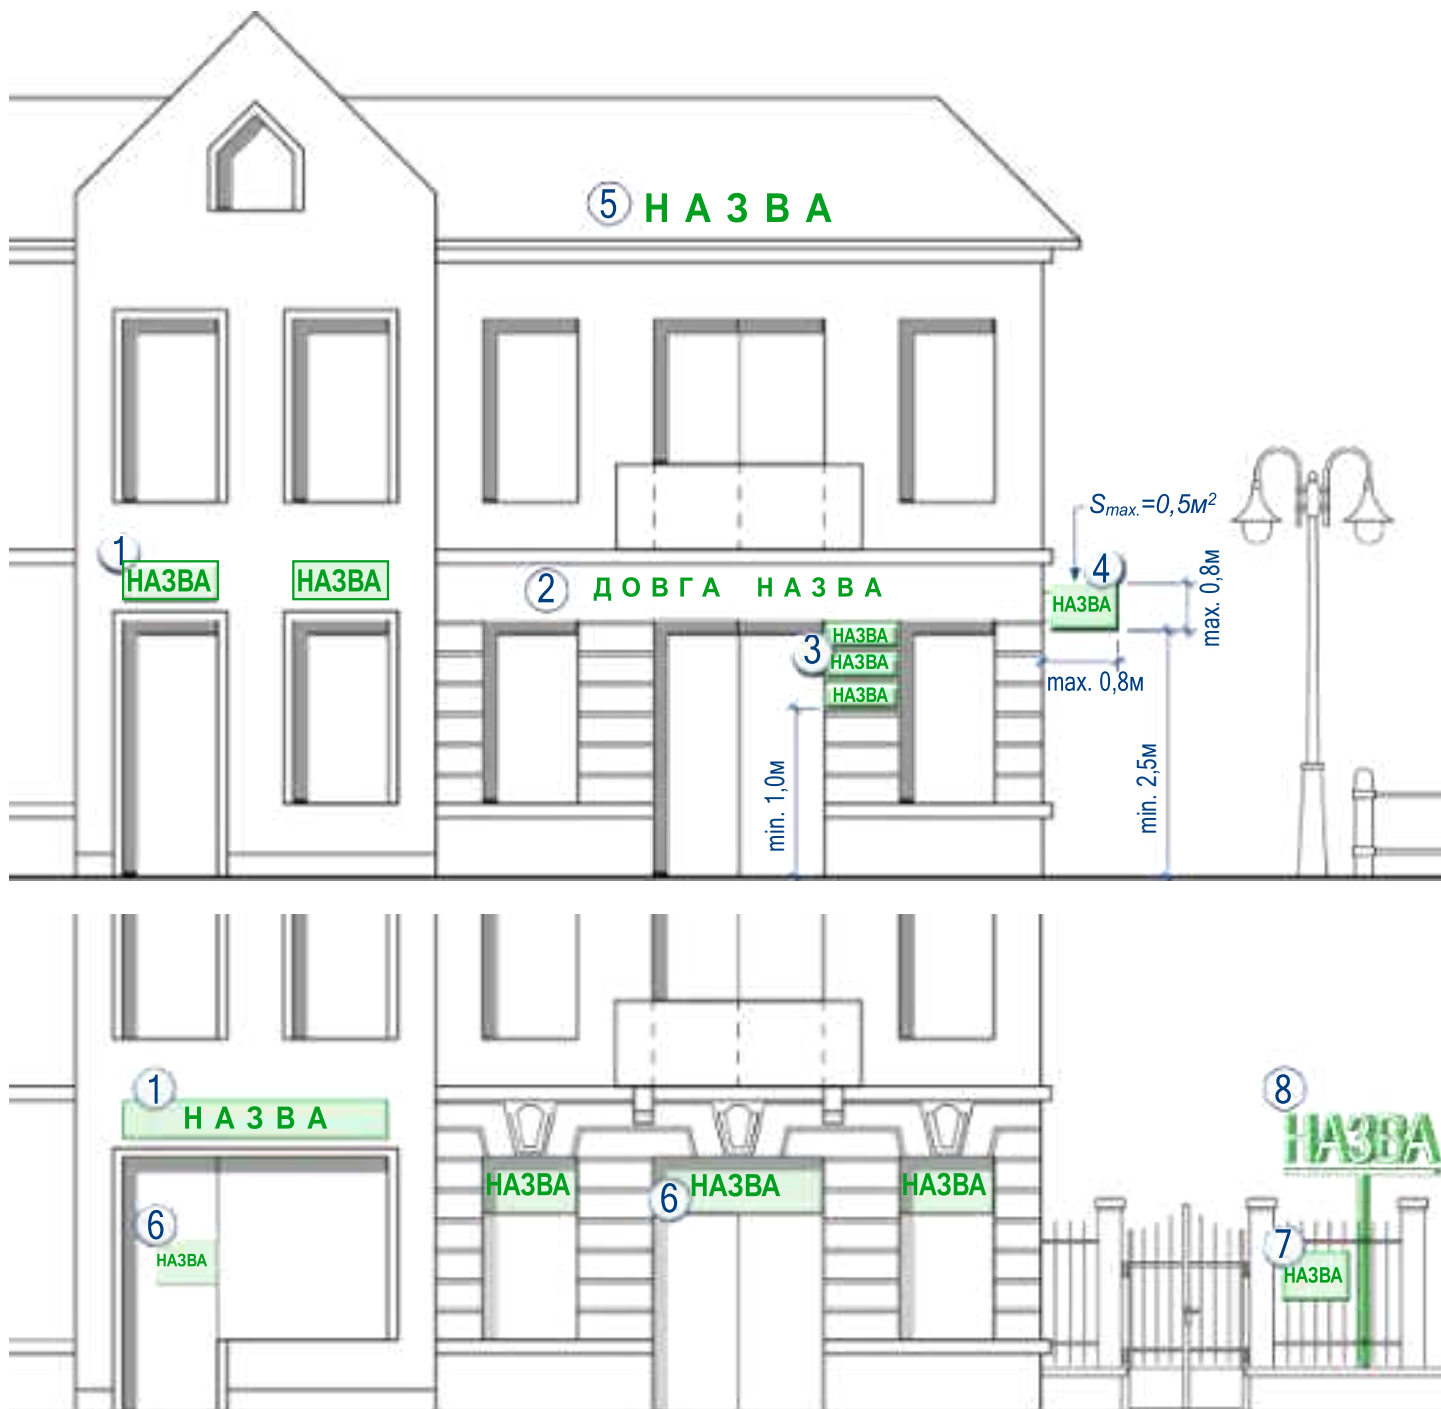 5 НАЗВА
Smax.=0,5м²
1
НАЗВА
НАЗВА
2 ДОВГА НАЗВА
4
НАЗВА
max. 0,8м
max. 0,8м
3
НАЗВА
НАЗВА
НАЗВА
min. 1,0м
min. 2,5м
1
НАЗВА
8
НАЗВА
НАЗВА
6 НАЗВА
НАЗВА
6
НАЗВА
7
НАЗВА